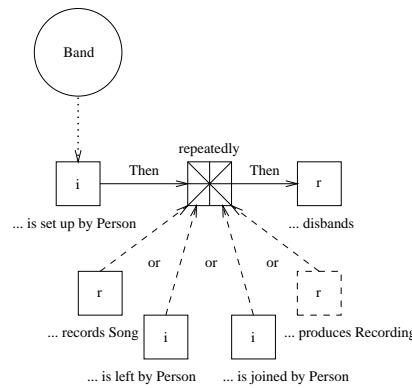 Band
repeatedly
i Then Then r
... is set up by Person ... disbands
or or or
r r
... records Song ... produces Recording
i i
... is left by Person ... is joined by Person